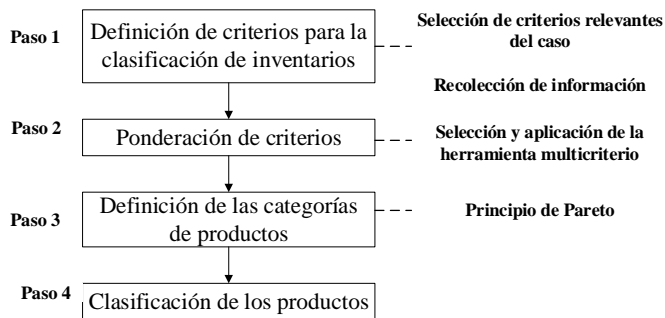 Paso 1
Definición de criterios para la
clasificación de inventarios
Selección de criterios relevantes
del caso
Recolección de información
Paso 2
Ponderación de criterios
Selección y aplicación de la
herramienta multicriterio
Paso 3
Definición de las categorías
de productos
Principio de Pareto
Paso 4
Clasificación de los productos